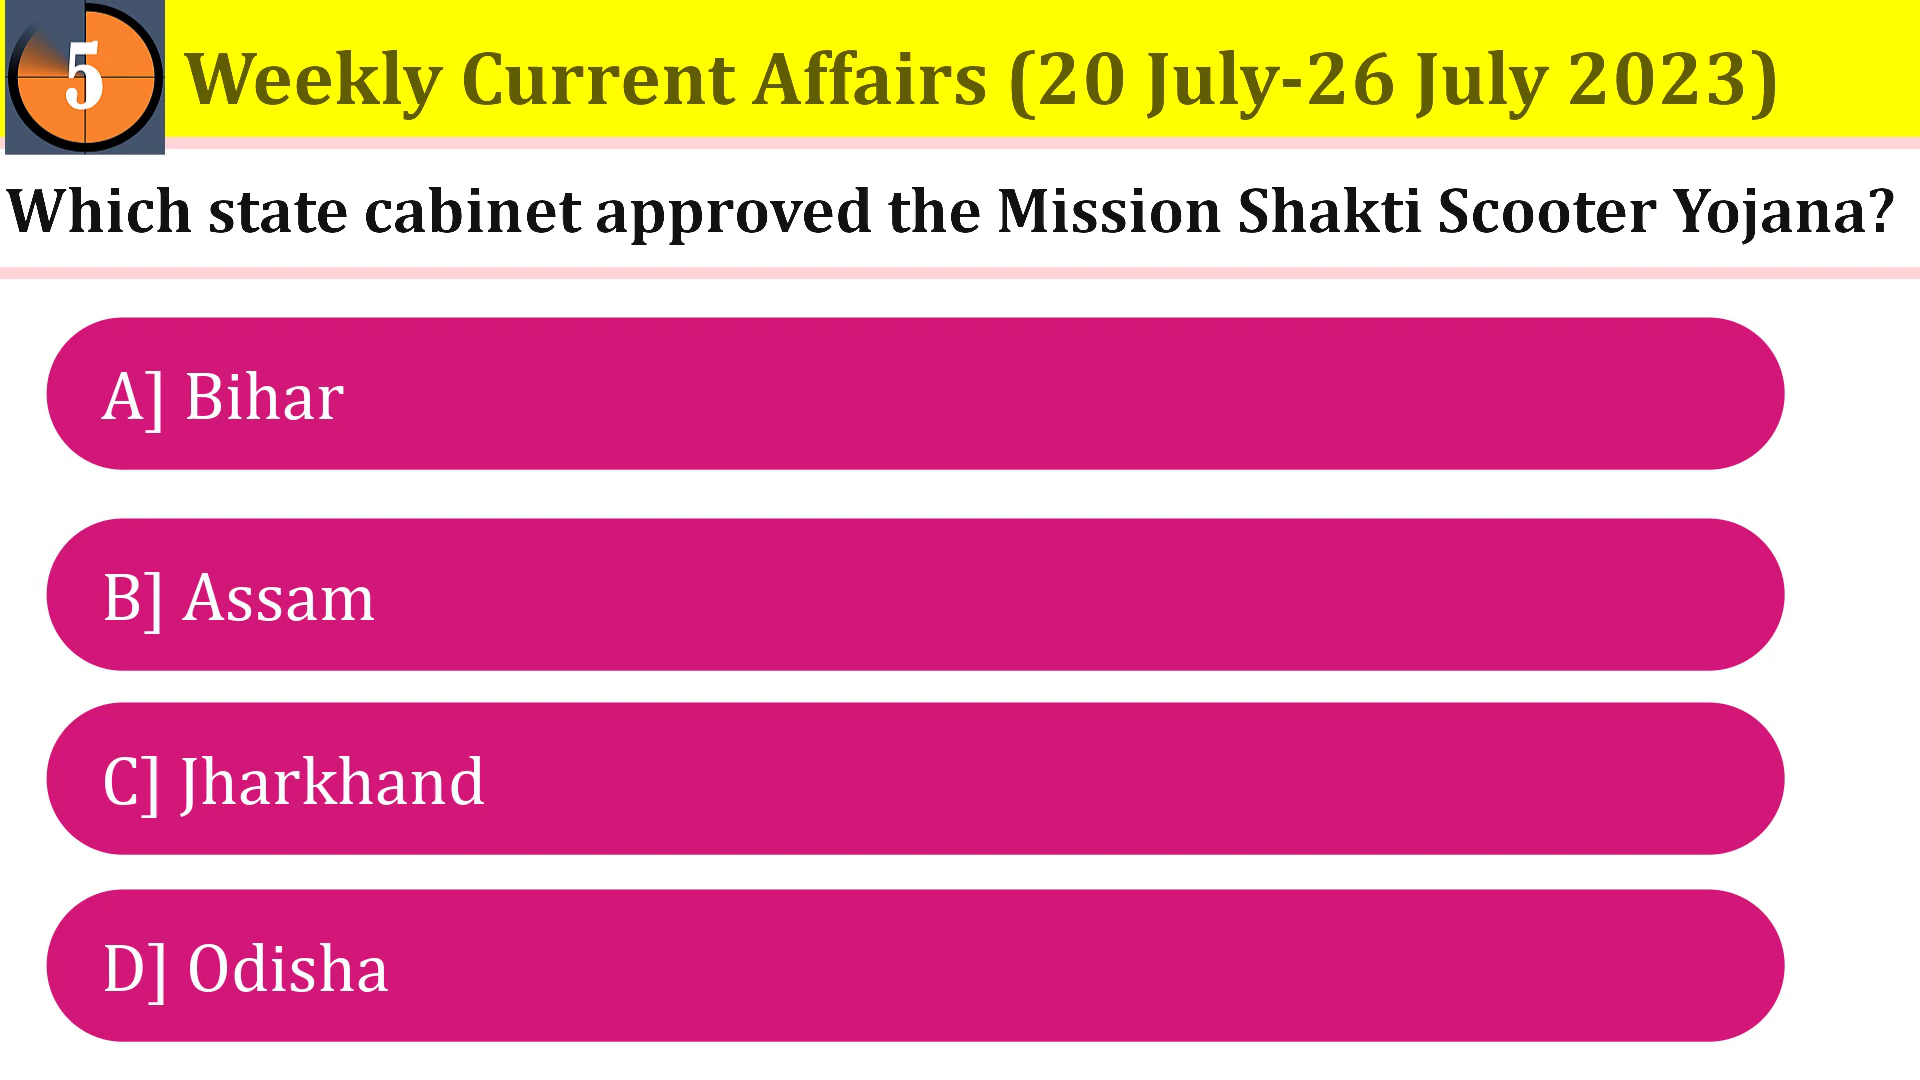 5
Weekly Current Affairs (20 July-26 July 2023)
Which state cabinet approved the Mission Shakti Scooter Yojana?
A] Bihar
B] Assam
C] Jharkhand
D] Odisha